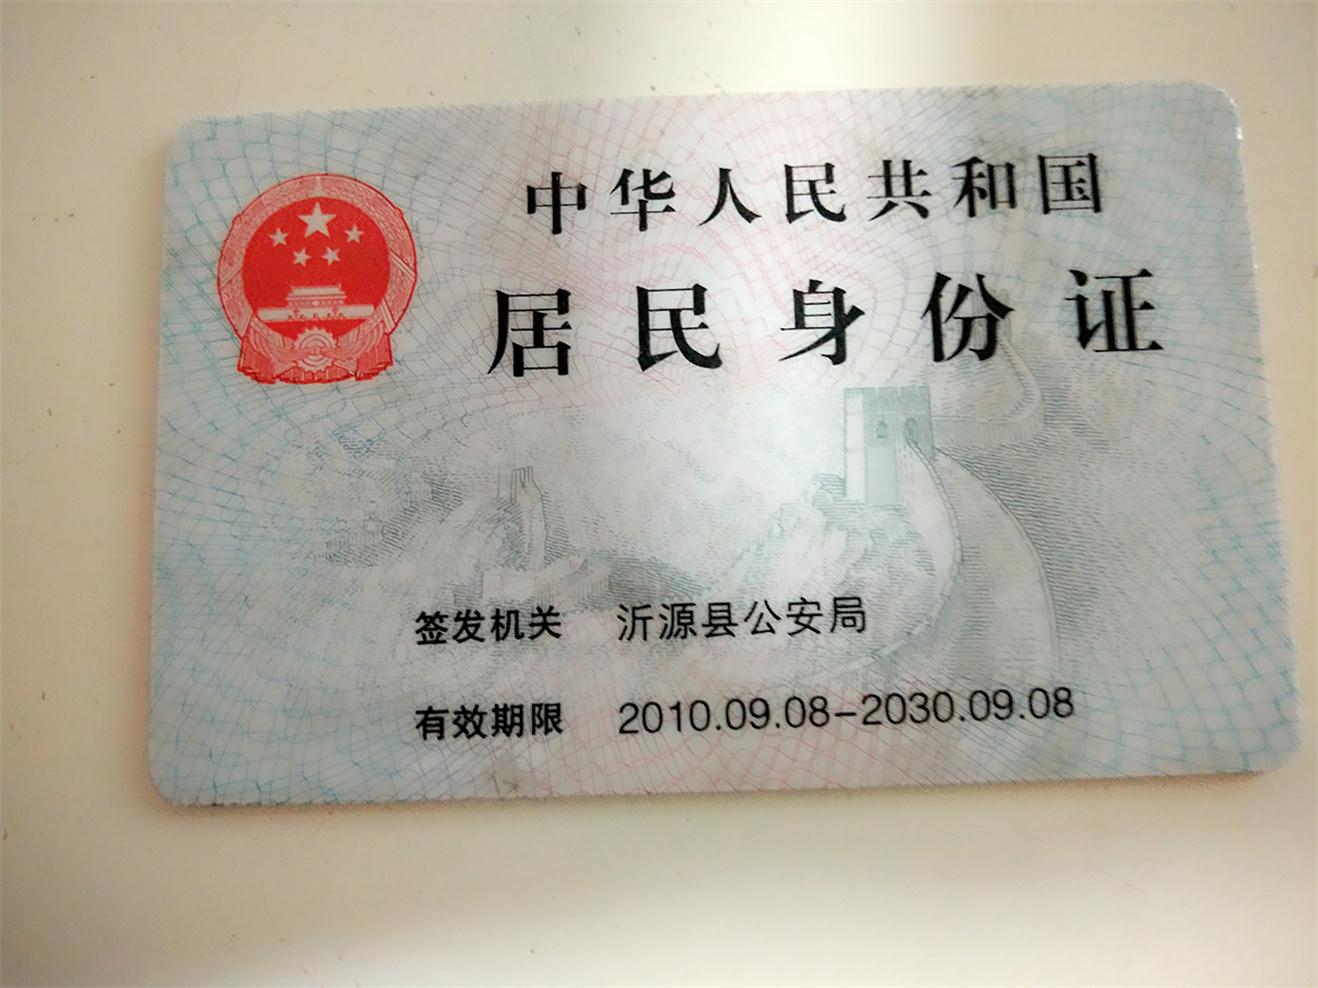 中华人民共和国
居民身份证
签发机关 沂源县公安局
有效期限 2010.09.08-2030.09.08